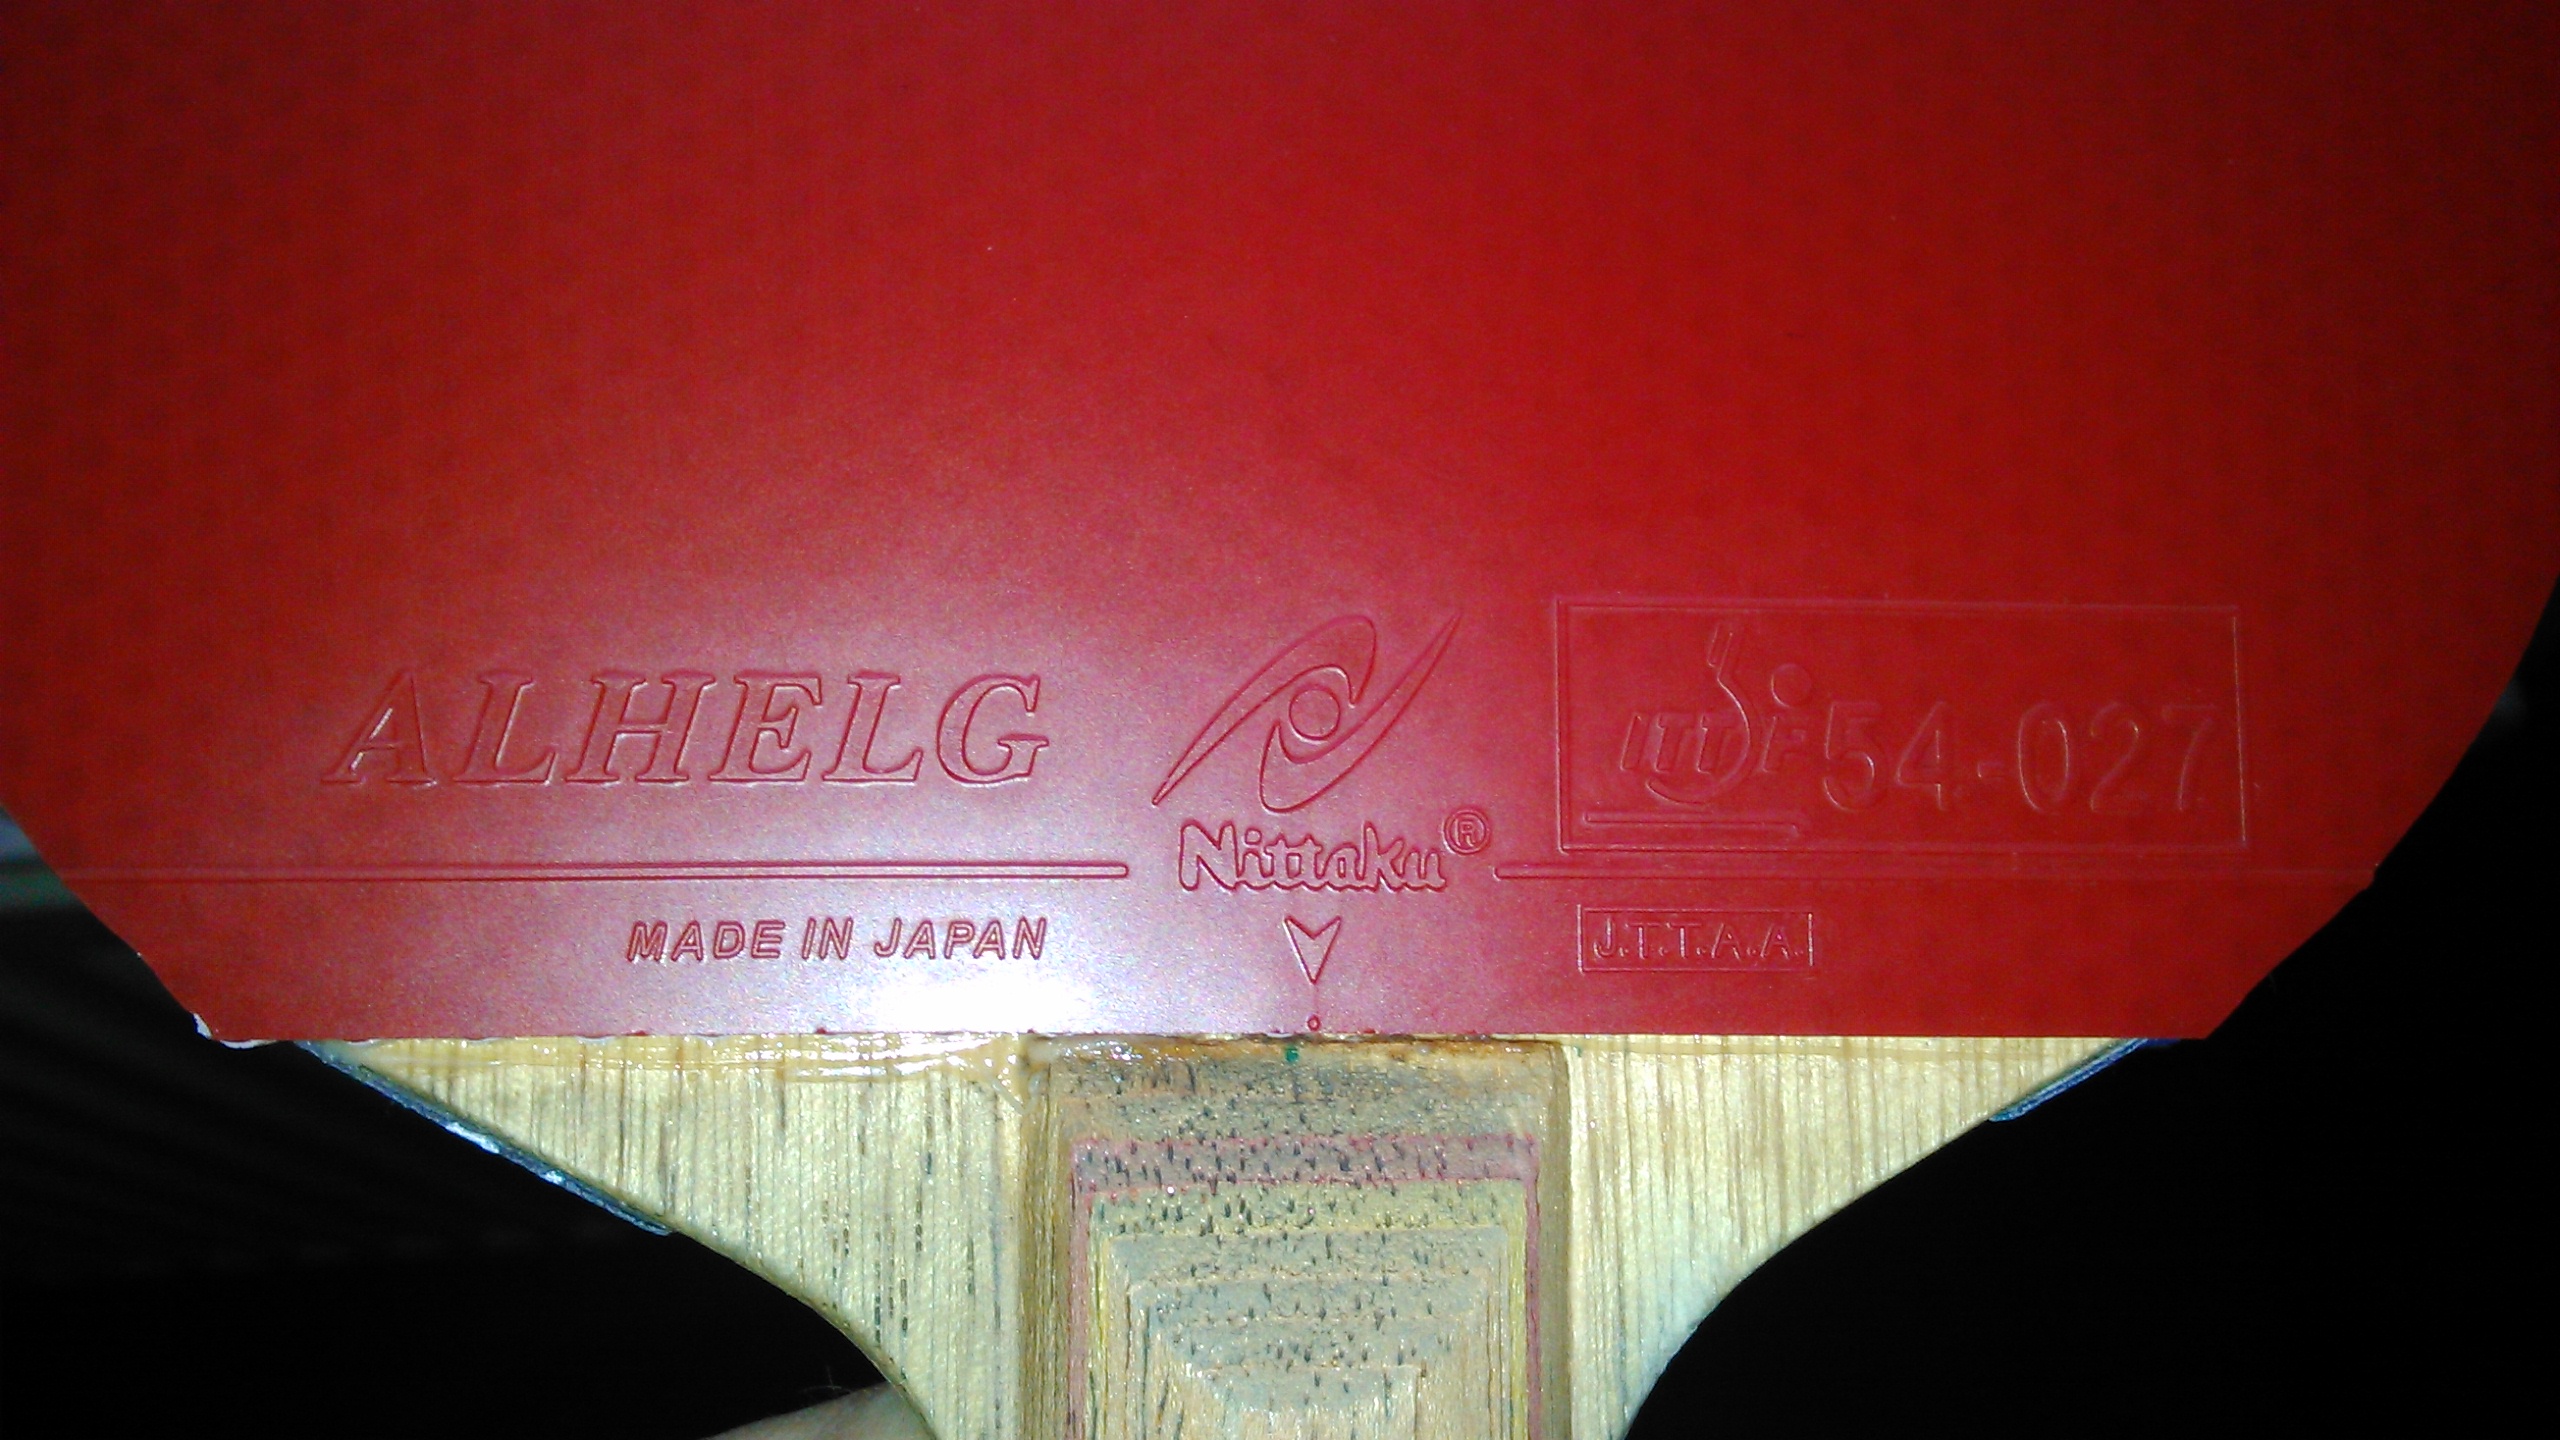 ALHELG
Nittaku®
ITTF 54-027
MADE IN JAPAN
J.T.T.A.A.